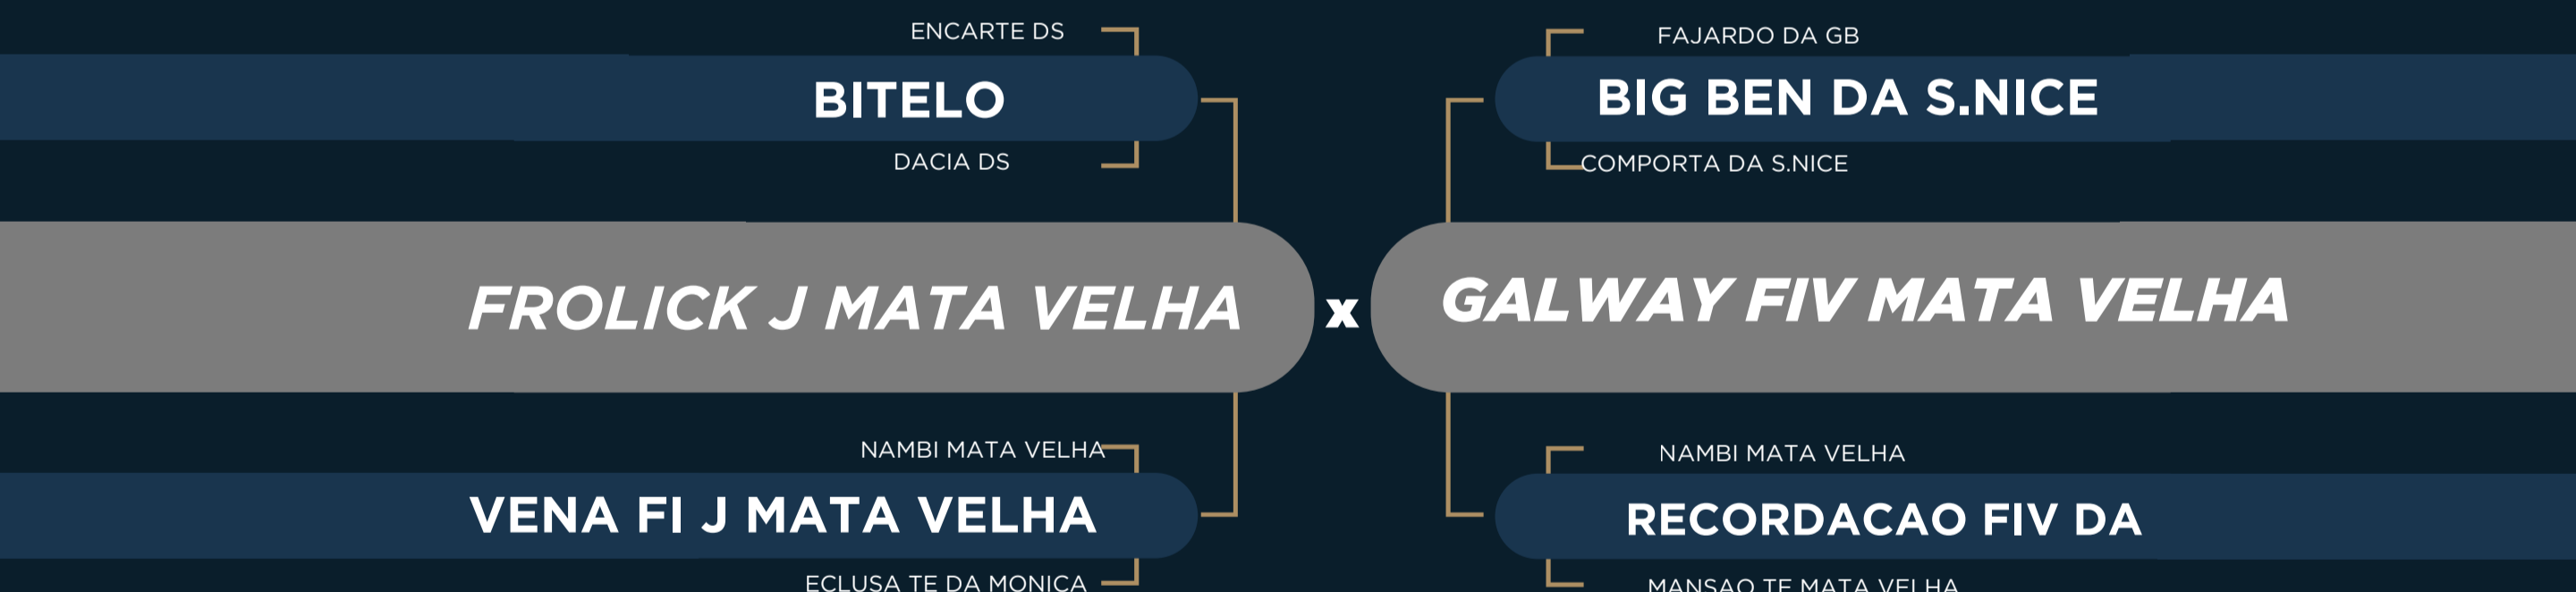 ENCARTE DS
BITELO
DACIA DS
FROLICK J MATA VELHA
NAMBI MATA VELHA
VENA FI J MATA VELHA
ECLUSA TE DA MONICA
x
FAJARDO DA GB
BIG BEN DA S.NICE
COMPORTA DA S.NICE
GALWAY FIV MATA VELHA
NAMBI MATA VELHA
RECORDACAO FIV DA
MANSAO TE MATA VELHA